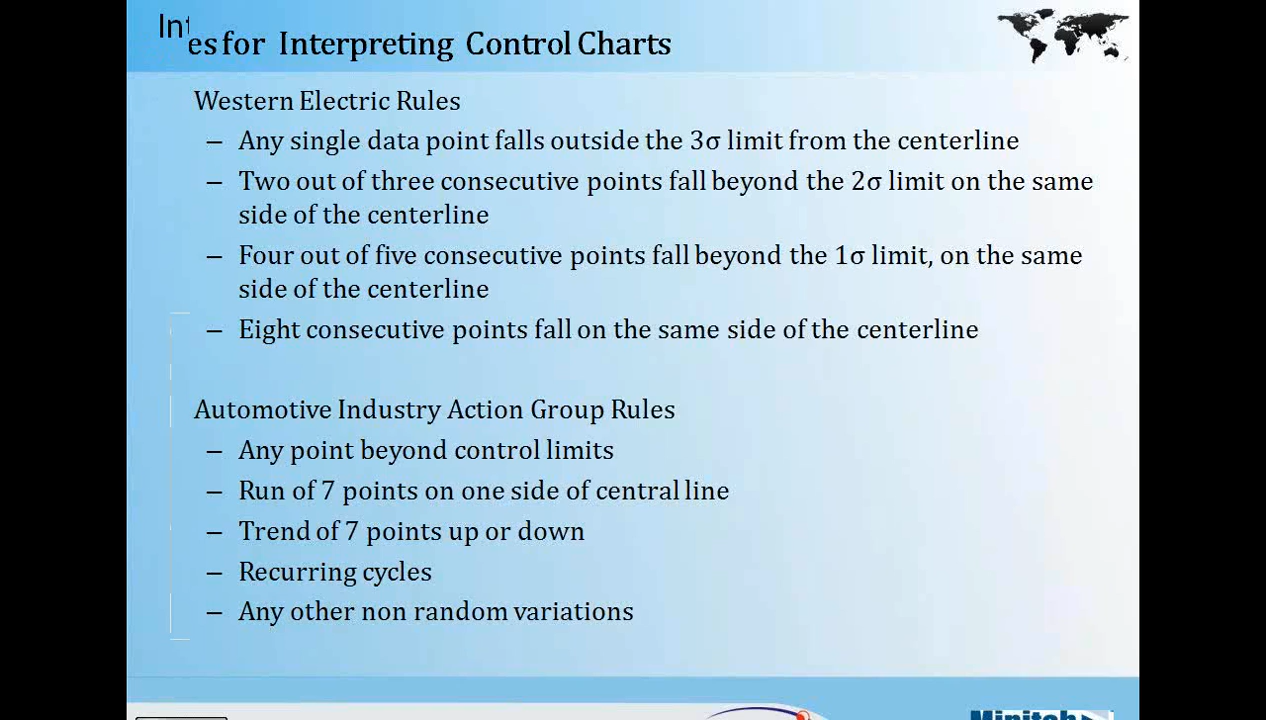 Int
es for Interpreting Control Charts
Western Electric Rules
– Any single data point falls outside the 3σ limit from the centerline
– Two out of three consecutive points fall beyond the 2σ limit on the same
side of the centerline
– Four out of five consecutive points fall beyond the 1σ limit, on the same
side of the centerline
– Eight consecutive points fall on the same side of the centerline
Automotive Industry Action Group Rules
– Any point beyond control limits
– Run of 7 points on one side of central line
– Trend of 7 points up or down
– Recurring cycles
– Any other non random variations